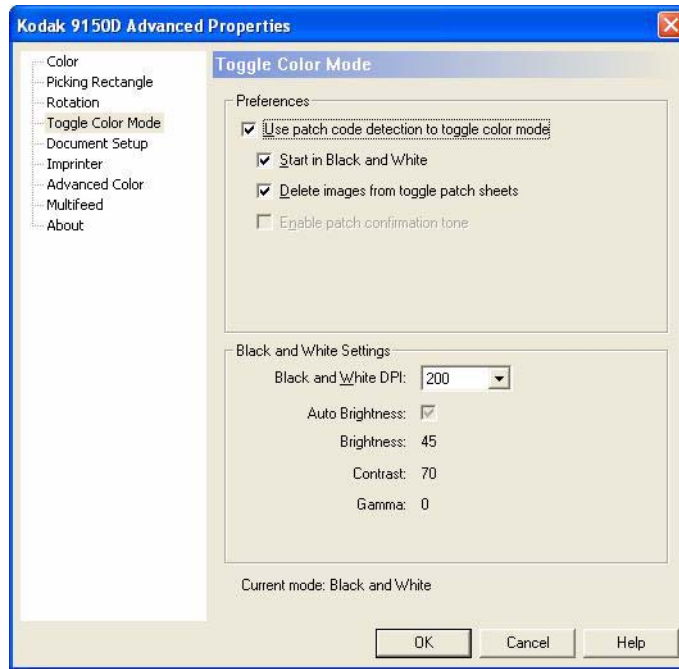 Kodak 9150D Advanced Properties
Color
Picking Rectangle
Rotation
Toggle Color Mode
Document Setup
Imprinter
Advanced Color
Multifeed
About
Toggle Color Mode
Preferences
Use patch code detection to toggle color mode
Start in Black and White
Delete images from toggle patch sheets
Enable patch confirmation tone
Black and White Settings
Black and White DPI: 200
Auto Brightness:
Brightness: 45
Contrast: 70
Gamma: 0
Current mode: Black and White
OK Cancel Help